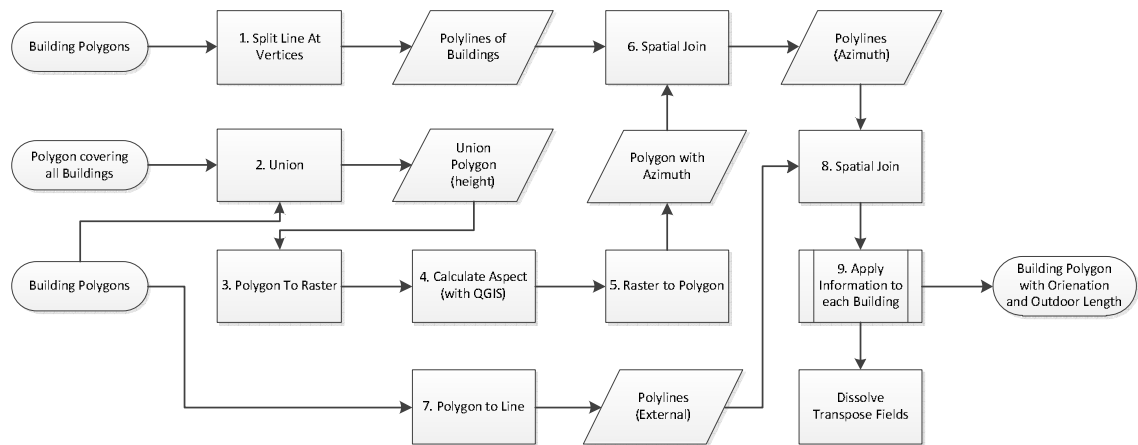 Building Polygons
1. Split Line At
Vertices
Polylines of
Buildings
6. Spatial Join
Polylines
(Azimuth)
Polygon covering
all Buildings
2. Union
Union
Polygon
(height)
Polygon with
Azimuth
8. Spatial Join
Building Polygons
3. Polygon To Raster
4. Calculate Aspect
(with QGIS)
5. Raster to Polygon
9. Apply
Information to
each Building
Building Polygon
with Orienation
and Outdoor Length
7. Polygon to Line
Polylines
(External)
Dissolve
Transpose Fields